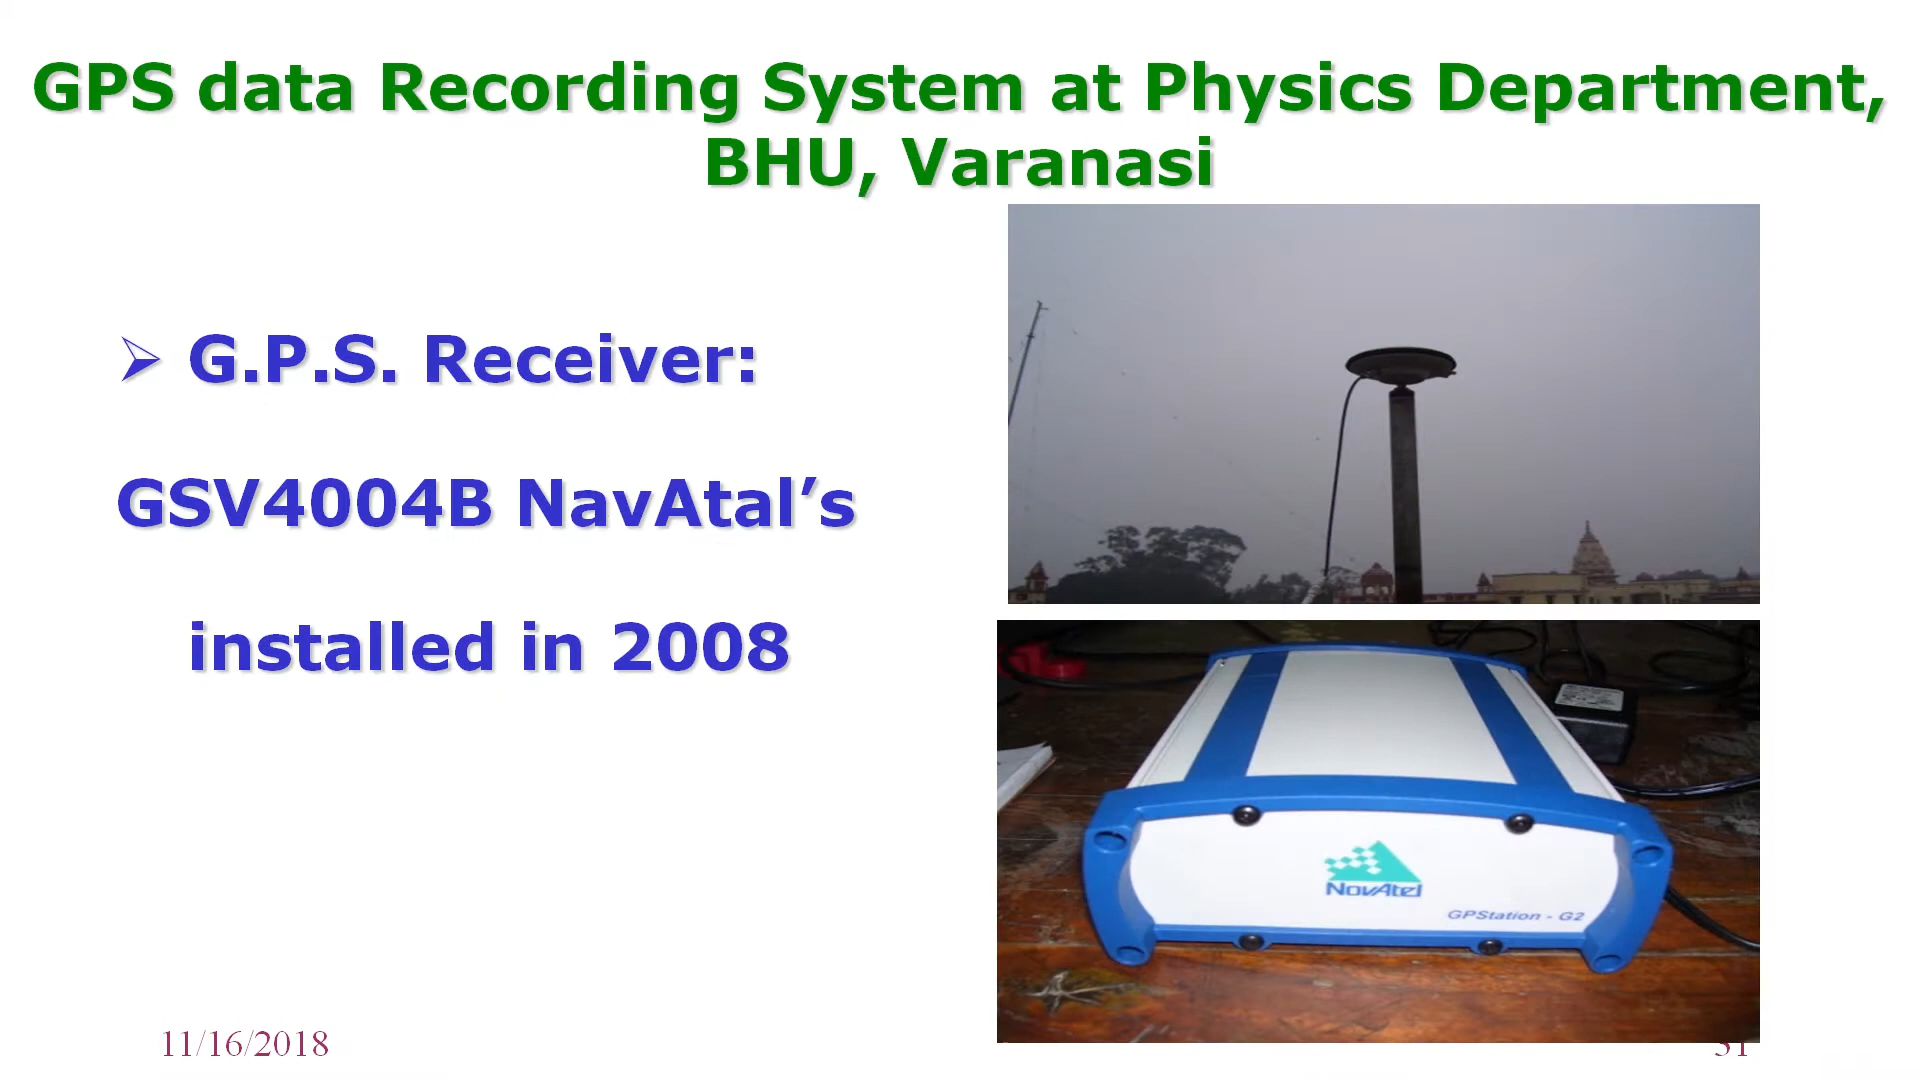 GPS data Recording System at Physics Department,
BHU, Varanasi
G.P.S. Receiver:
GSV4004B NavAtal’s
installed in 2008
NovAtel
GPStation - G2
11/16/2018